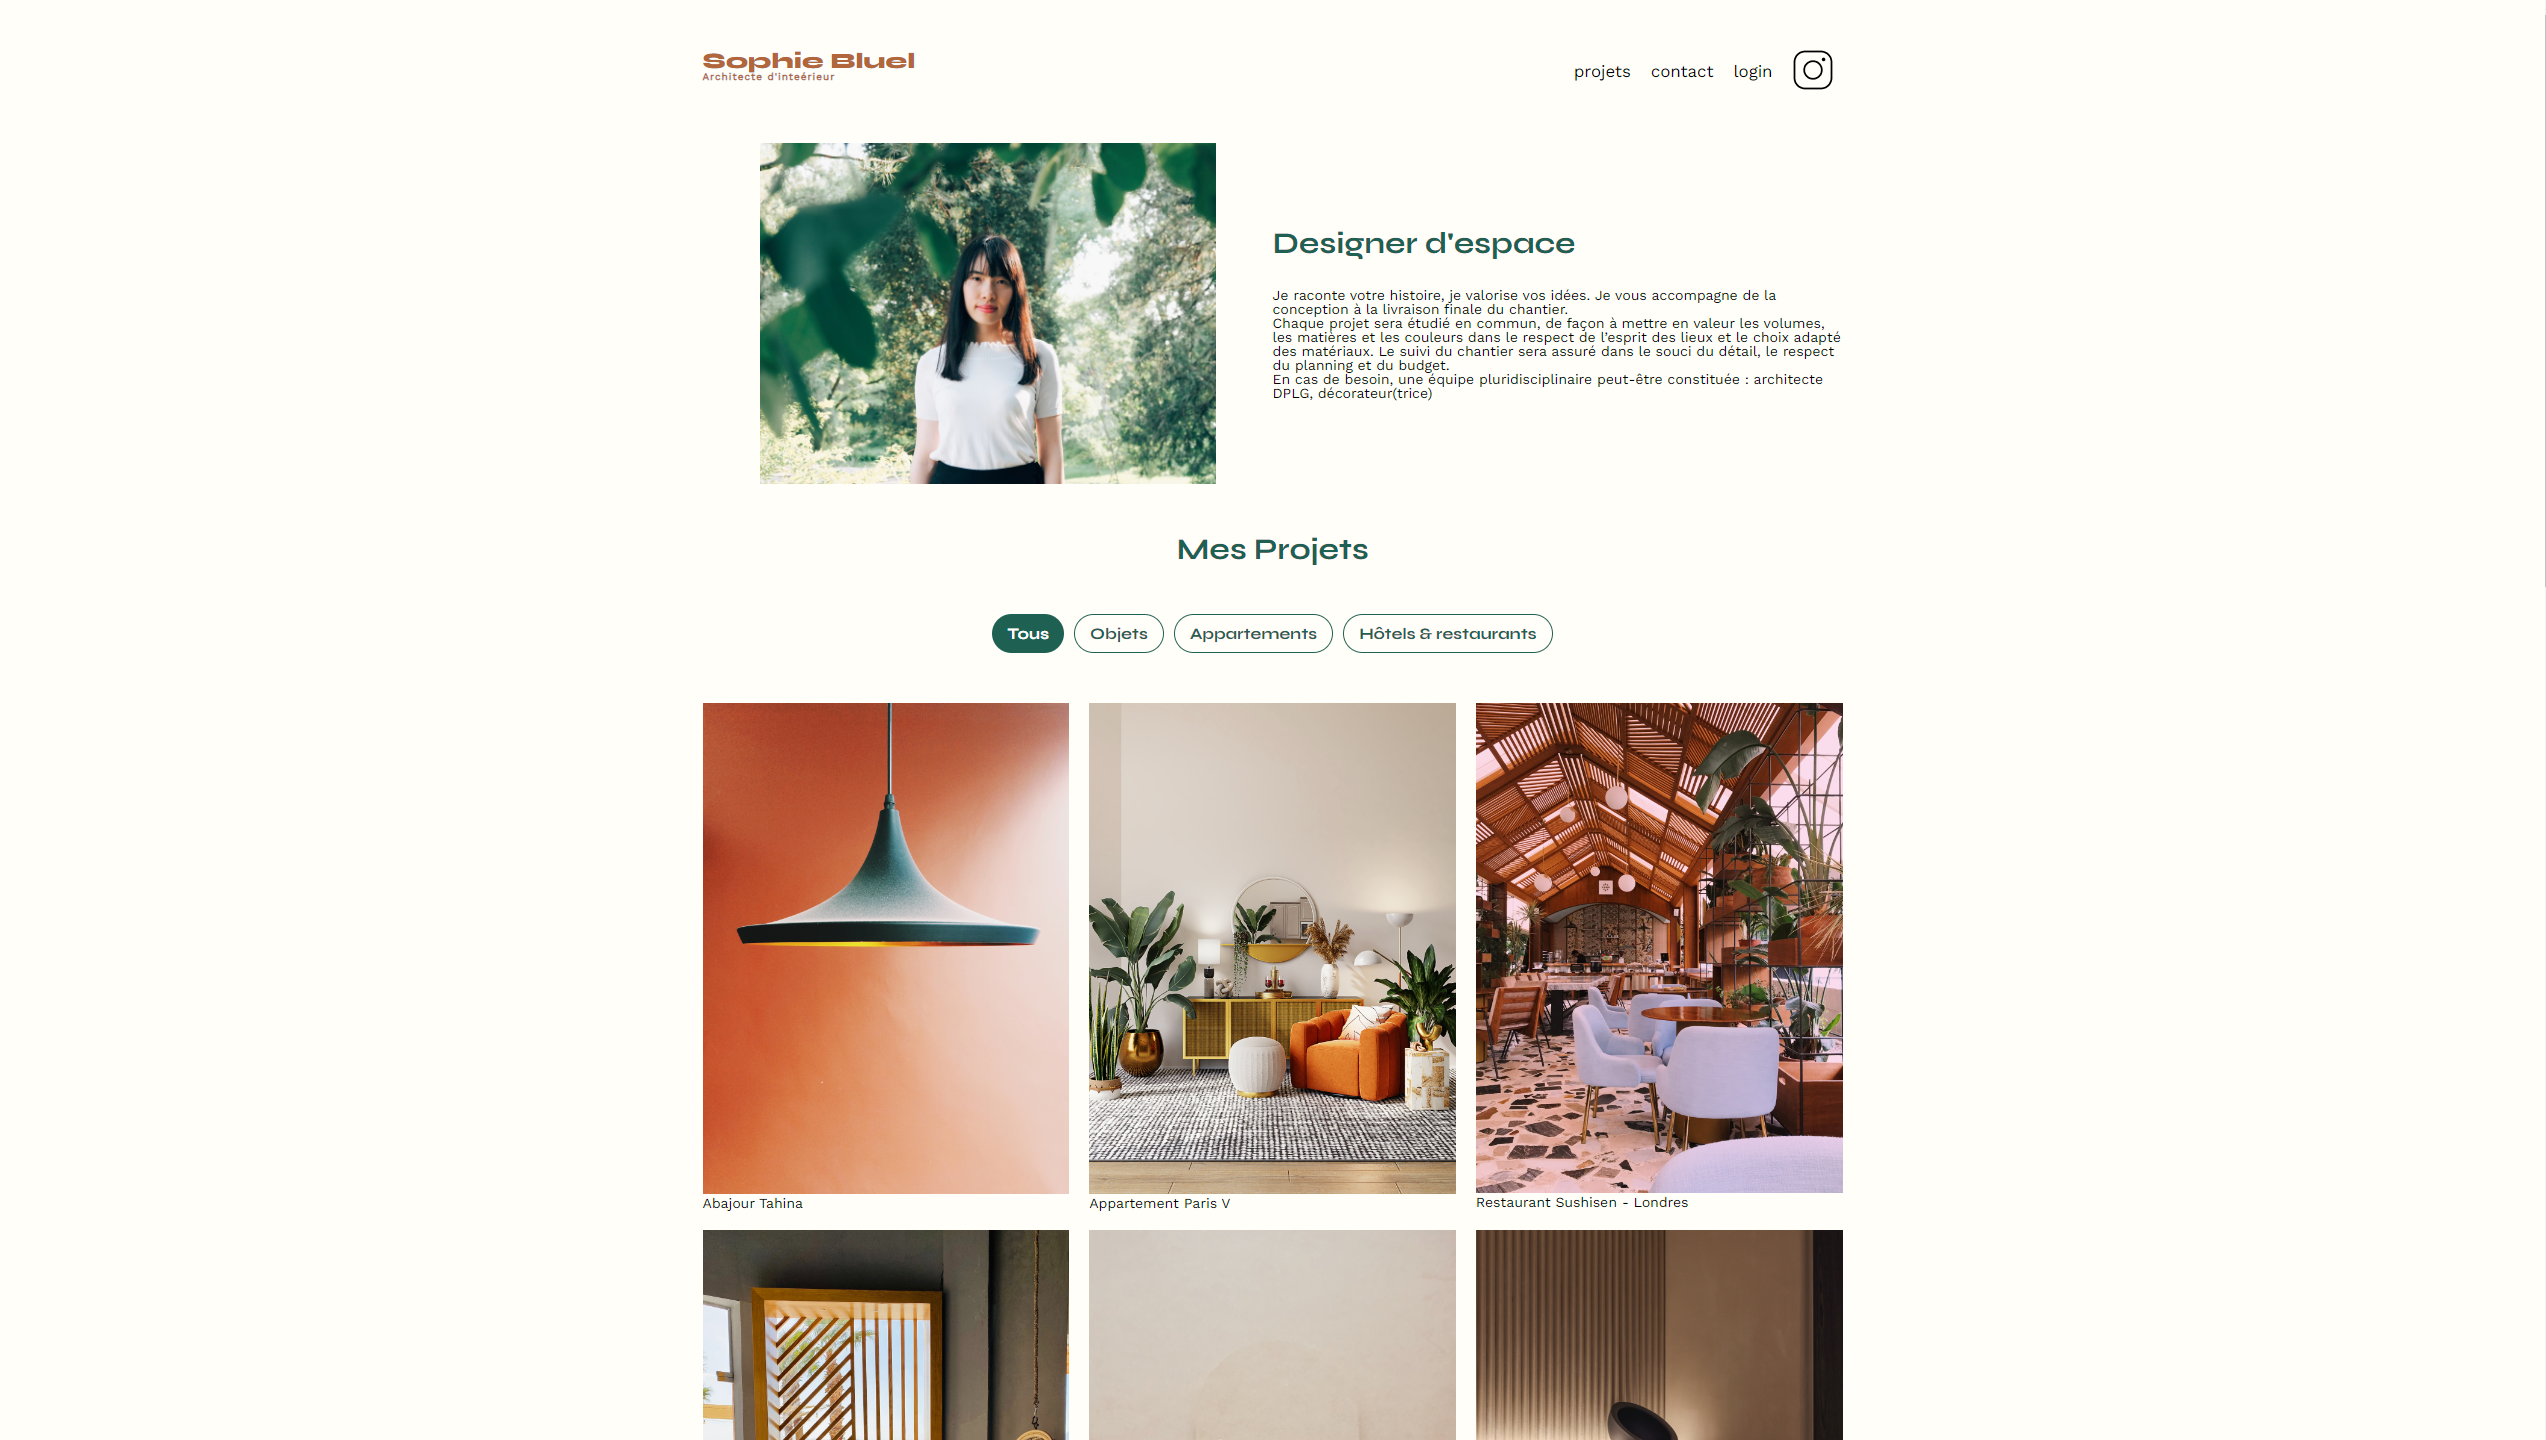 Sophie Bluel
Architecte d'inteérieur
projets contact login
Designer d'espace
Je raconte votre histoire, je valorise vos idées. Je vous accompagne de la
conception à la livraison finale du chantier.
Chaque projet sera étudié en commun, de façon à mettre en valeur les volumes,
les matières et les couleurs dans le respect de l'esprit des lieux et le choix adapté
des matériaux. Le suivi du chantier sera assuré dans le souci du détail, le respect
du planning et du budget.
En cas de besoin, une équipe pluridisciplinaire peut-être constituée : architecte
DPLG, décorateur(trice)
Mes Projets
Tous Objets Appartements Hôtels & restaurants
Abajour Tahina
Appartement Paris V
Restaurant Sushisen - Londres